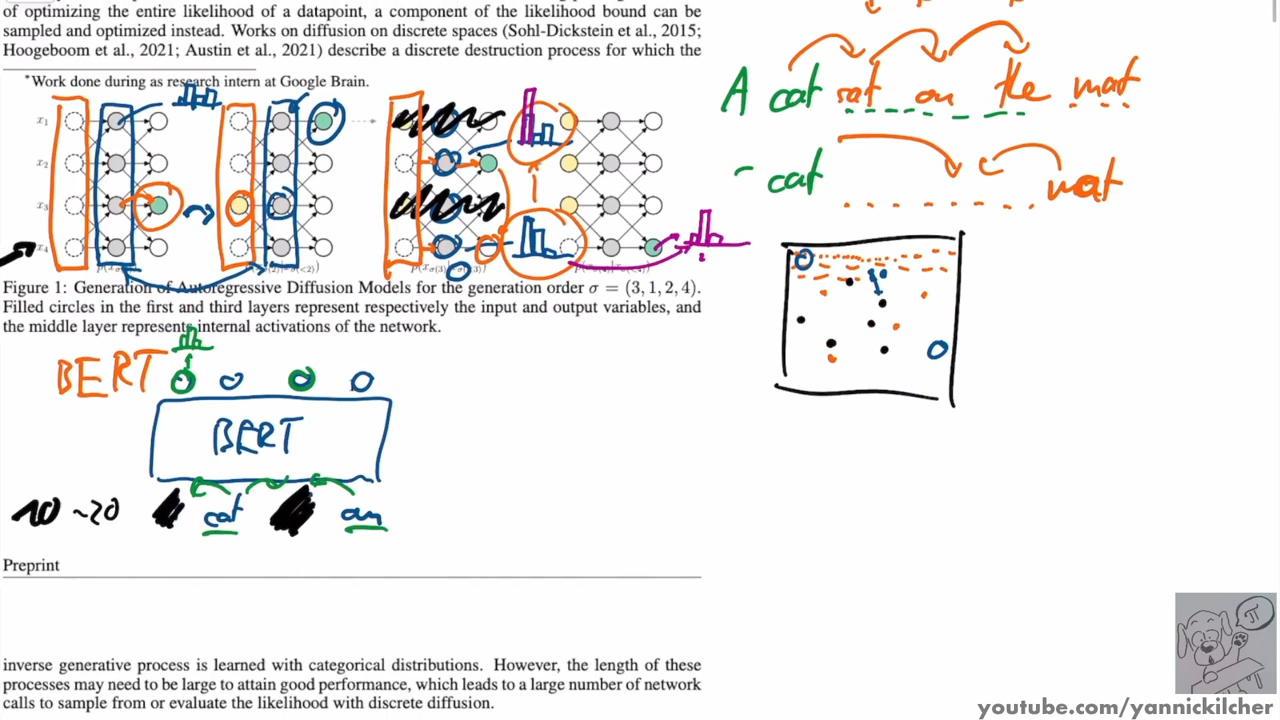 of optimizing the entire likelihood of a datapoint, a component of the likelihood bound can be
sampled and optimized instead. Works on diffusion on discrete spaces (Sohl-Dickstein et al., 2015;
Hoogeboom et al., 2021; Austin et al., 2021) describe a discrete destruction process for which the
*Work done during as research intern at Google Brain.
A cat sat on the mat
cat mat
x1
x2
x3
x4
Figure 1: Generation of Autoregressive Diffusion Models for the generation order σ = (3, 1, 2, 4).
Filled circles in the first and third layers represent respectively the input and output variables, and
the middle layer represents internal activations of the network.
BERT
BERT
10 ~20 cat an
Preprint
inverse generative process is learned with categorical distributions. However, the length of these
processes may need to be large to attain good performance, which leads to a large number of network
calls to sample from or evaluate the likelihood with discrete diffusion.
π
youtube.com/yannickilcher